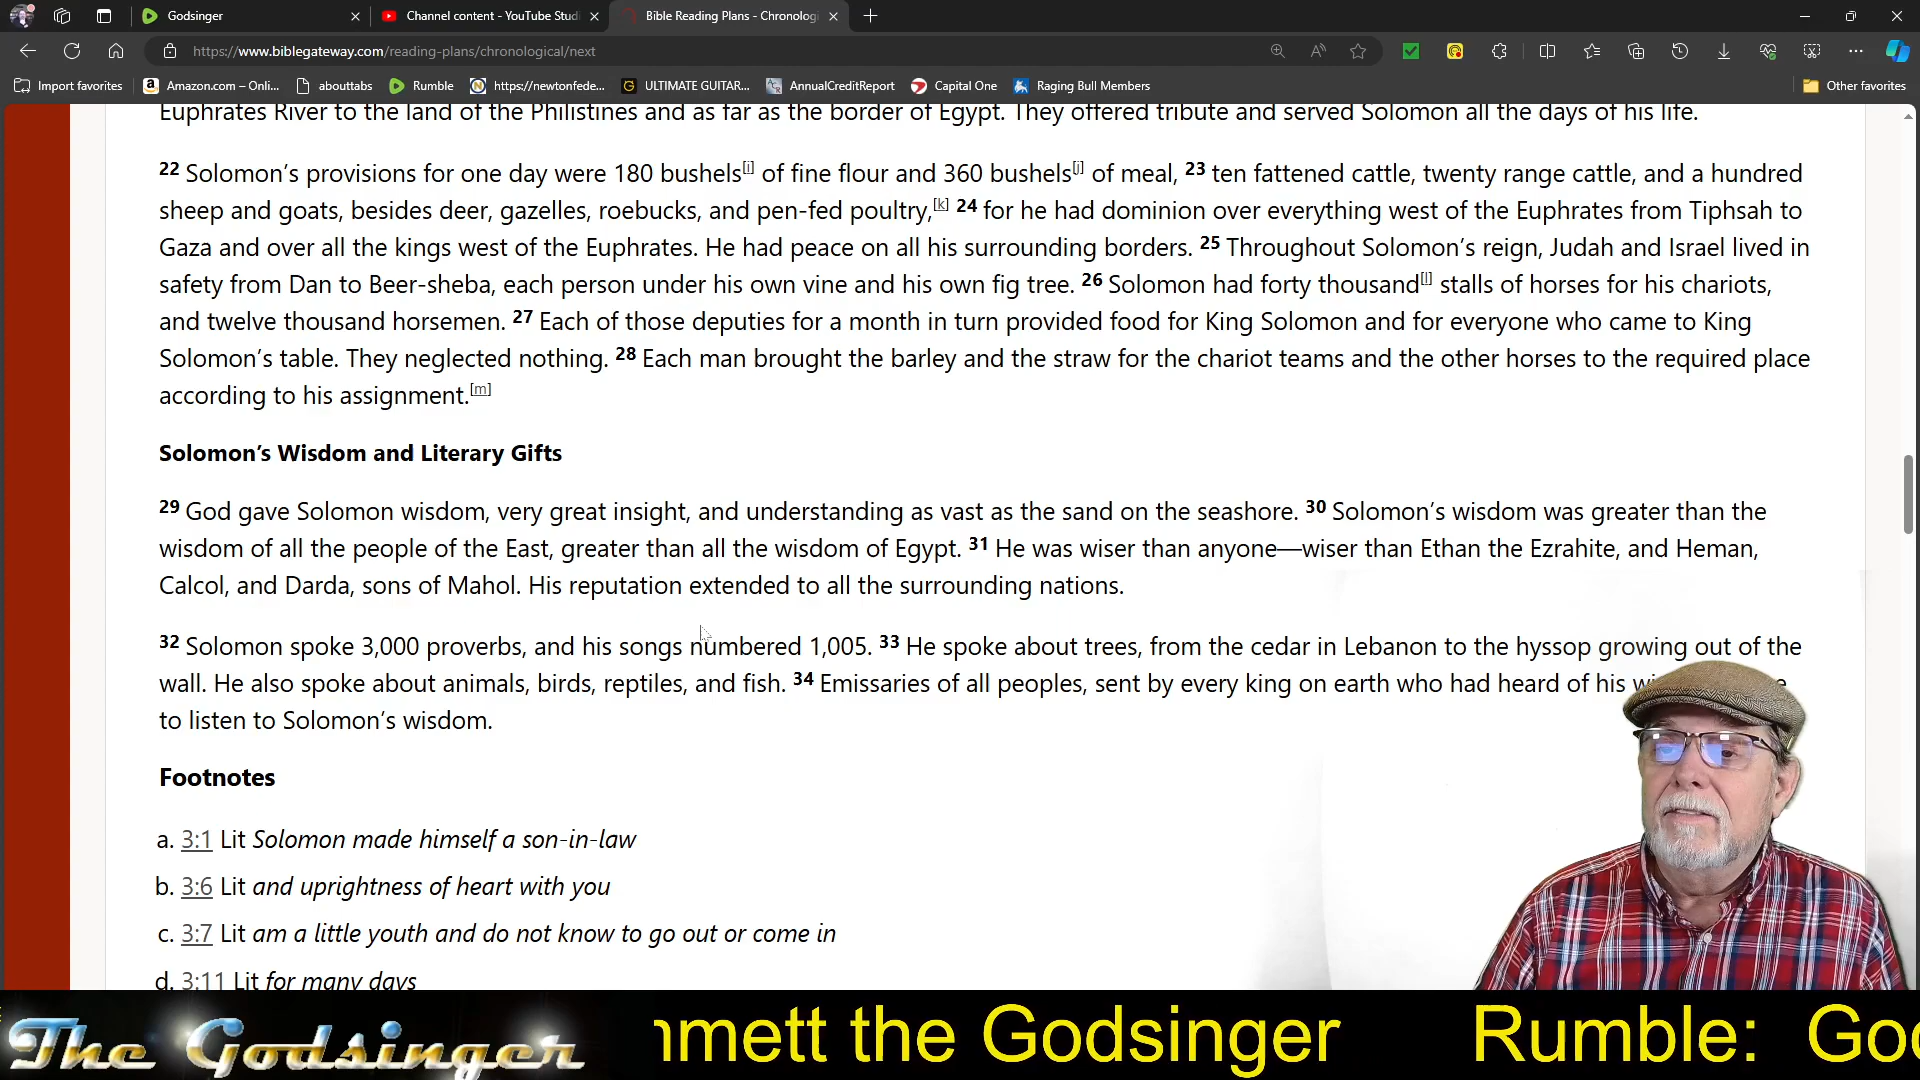 Godsinger
Channel content - YouTube Studi
Bible Reading Plans - Chronologi
https://www.biblegateway.com/reading-plans/chronological/next
Import favorites
Amazon.com – Onli...
abouttabs
Rumble
https://newtonfede...
ULTIMATE GUITAR...
AnnualCreditReport
Capital One
Raging Bull Members
Other favorites
Euphrates River to the land of the Philistines and as far as the border of Egypt. They offered tribute and served Solomon all the days of his life.
22 Solomon’s provisions for one day were 180 bushels[i] of fine flour and 360 bushels[j] of meal, 23 ten fattened cattle, twenty range cattle, and a hundred
sheep and goats, besides deer, gazelles, roebucks, and pen-fed poultry,[k] 24 for he had dominion over everything west of the Euphrates from Tiphsah to
Gaza and over all the kings west of the Euphrates. He had peace on all his surrounding borders. 25 Throughout Solomon’s reign, Judah and Israel lived in
safety from Dan to Beer-sheba, each person under his own vine and his own fig tree. 26 Solomon had forty thousand[l] stalls of horses for his chariots,
and twelve thousand horsemen. 27 Each of those deputies for a month in turn provided food for King Solomon and for everyone who came to King
Solomon’s table. They neglected nothing. 28 Each man brought the barley and the straw for the chariot teams and the other horses to the required place
according to his assignment.[m]
Solomon’s Wisdom and Literary Gifts
29 God gave Solomon wisdom, very great insight, and understanding as vast as the sand on the seashore. 30 Solomon’s wisdom was greater than the
wisdom of all the people of the East, greater than all the wisdom of Egypt. 31 He was wiser than anyone—wiser than Ethan the Ezrahite, and Heman,
Calcol, and Darda, sons of Mahol. His reputation extended to all the surrounding nations.
32 Solomon spoke 3,000 proverbs, and his songs numbered 1,005. 33 He spoke about trees, from the cedar in Lebanon to the hyssop growing out of the
wall. He also spoke about animals, birds, reptiles, and fish. 34 Emissaries of all peoples, sent by every king on earth who had heard of his
to listen to Solomon’s wisdom.
Footnotes
a. 3:1 Lit Solomon made himself a son-in-law
b. 3:6 Lit and uprightness of heart with you
c. 3:7 Lit am a little youth and do not know to go out or come in
d. 3:11 Lit for many days
The Godsinger
mmett the Godsinger Rumble: God